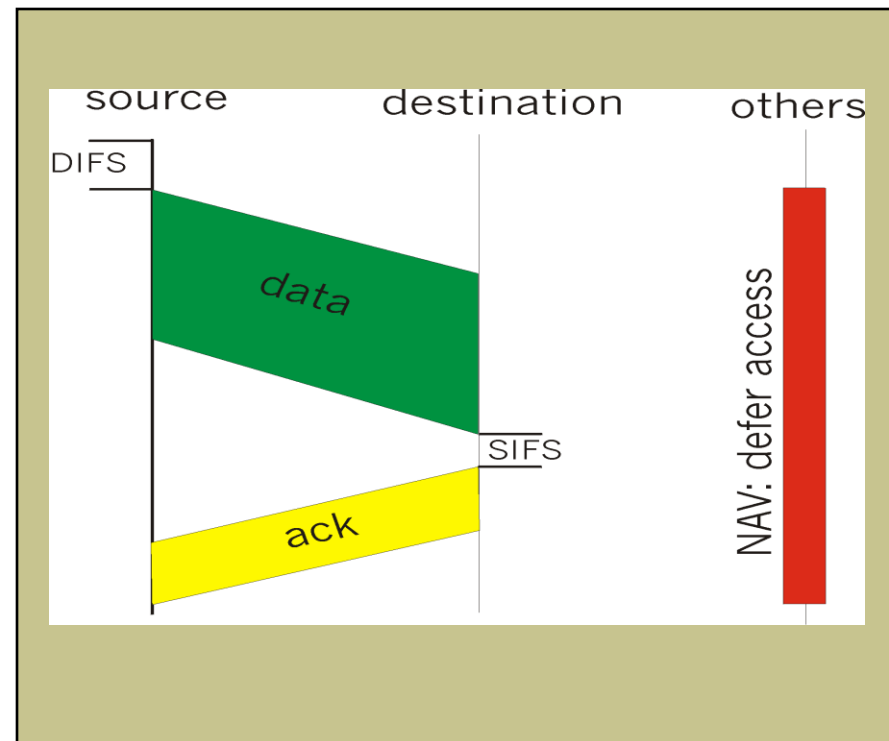 source
destination
others
DIFS
data
SIFS
ack
NAV: defer access